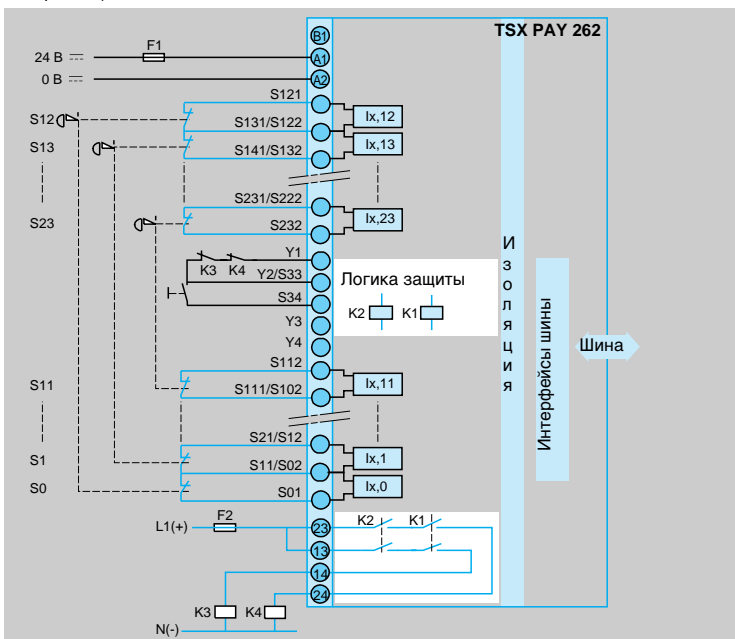 TSX PAY 262
B1
F1
24 В
A1
0 В
A2
S121
S12
S131/S122
Ix,12
S13
S141/S132
Ix,13
S231/S222
S23
S232
Ix,23
Y1
K3 K4
Y2/S33
S34
Y3
Y4
Логика защиты
K2 K1
Изоляция
Интерфейсы шины
Шина
S112
S11
S111/S102
Ix,11
S21/S12
S1
S11/S02
Ix,1
S0
S01
Ix,0
F2
L1(+)
23
K2 K1
13
14
24
K3 K4
N(-)